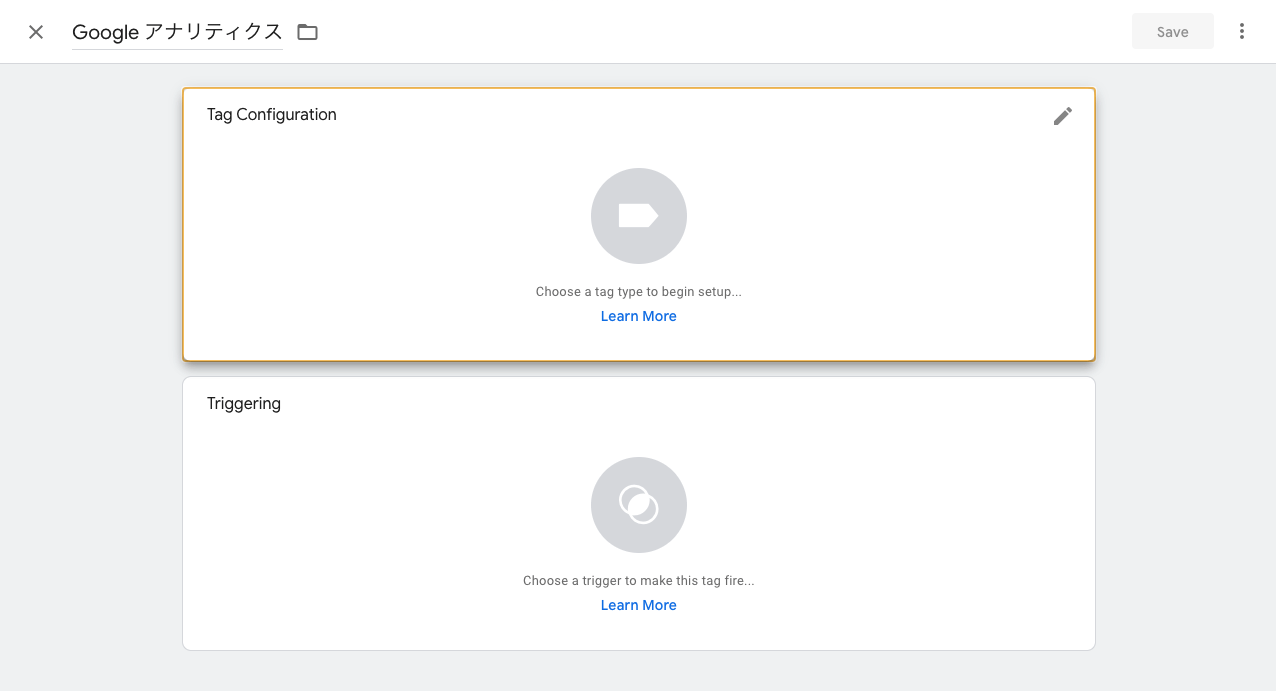 Google アナリティクス
Save
Tag Configuration
Choose a tag type to begin setup...
Learn More
Triggering
Choose a trigger to make this tag fire...
Learn More